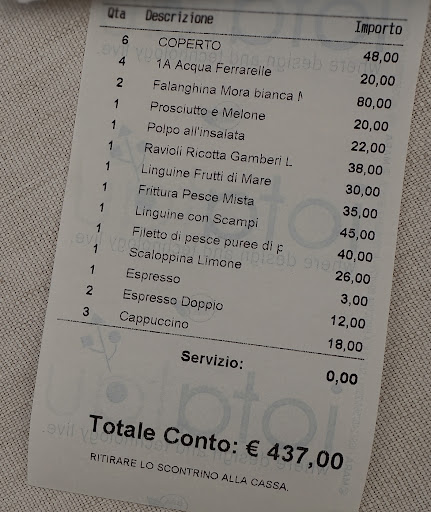 Qta Descrizione Importo
6 COPERTO 48,00
4 1A Acqua Ferrarelle 20,00
2 Falanghina Mora bianca 80,00
1 Prosciutto e Melone 20,00
1 Polpo all'insalata 22,00
1 Ravioli Ricotta Gamberi L 38,00
1 Linguine Frutti di Mare 30,00
1 Frittura Pesce Mista 35,00
1 Linguine con Scampi 45,00
1 Filetto di pesce puree di p 40,00
1 Scaloppina Limone 26,00
1 Espresso 3,00
2 Espresso Doppio 12,00
3 Cappuccino 18,00
Servizio: 0,00
Totale Conto: € 437,00
RITIRARE LO SCONTRINO ALLA CASSA.